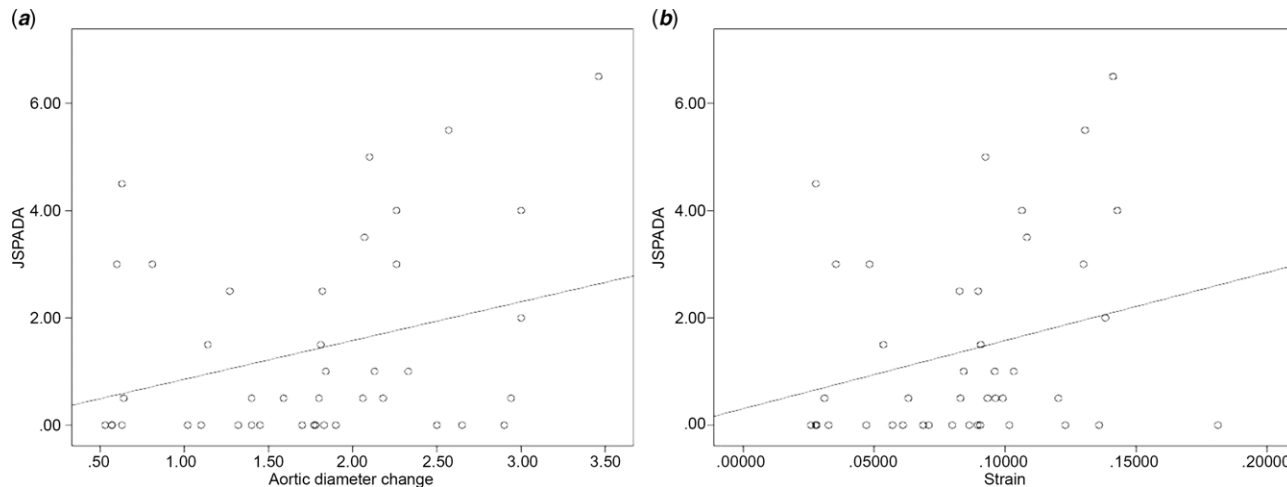 (a)
JSPADA
6.00
4.00
2.00
.00
.50 1.00 1.50 2.00 2.50 3.00 3.50
Aortic diameter change
(b)
JSPADA
6.00
4.00
2.00
.00
.00000 .05000 .10000 .15000 .20000
Strain